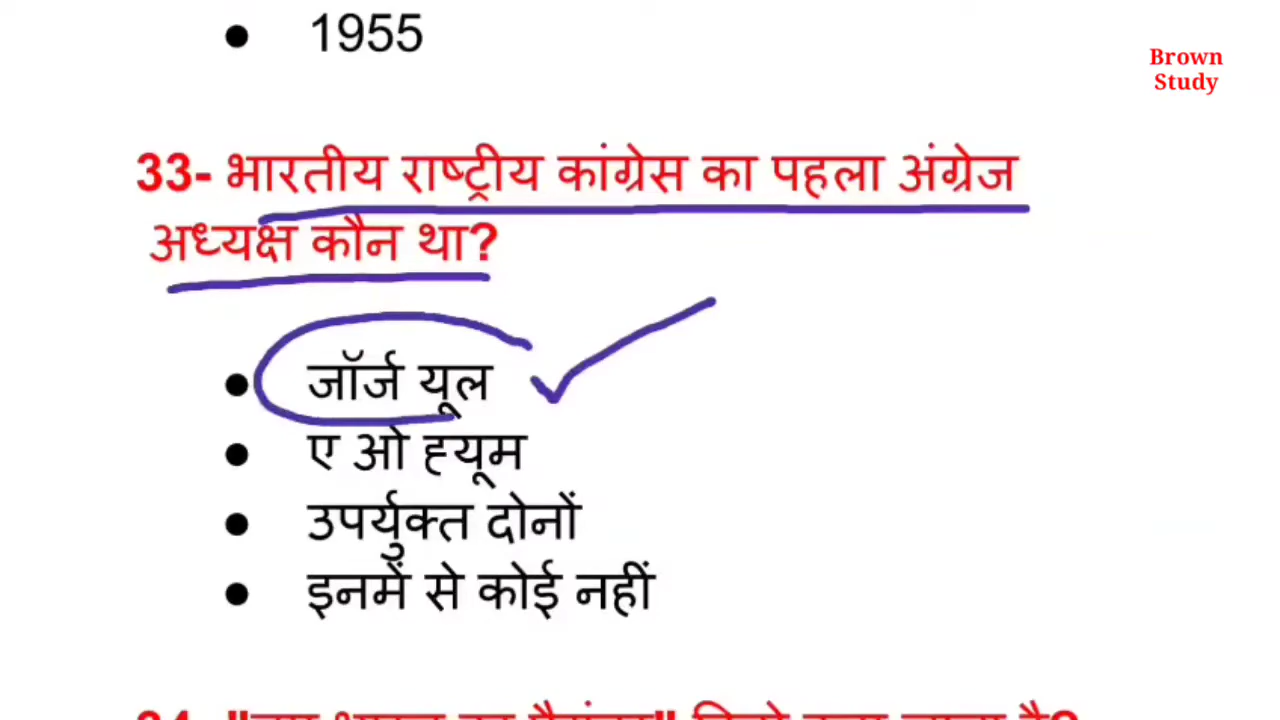 ● 1955
Brown
Study
33- भारतीय राष्ट्रीय कांग्रेस का पहला अंग्रेज
अध्यक्ष कौन था?
● जॉर्ज यूल
● ए ओ ह्यूम
● उपर्युक्त दोनों
● इनमें से कोई नहीं